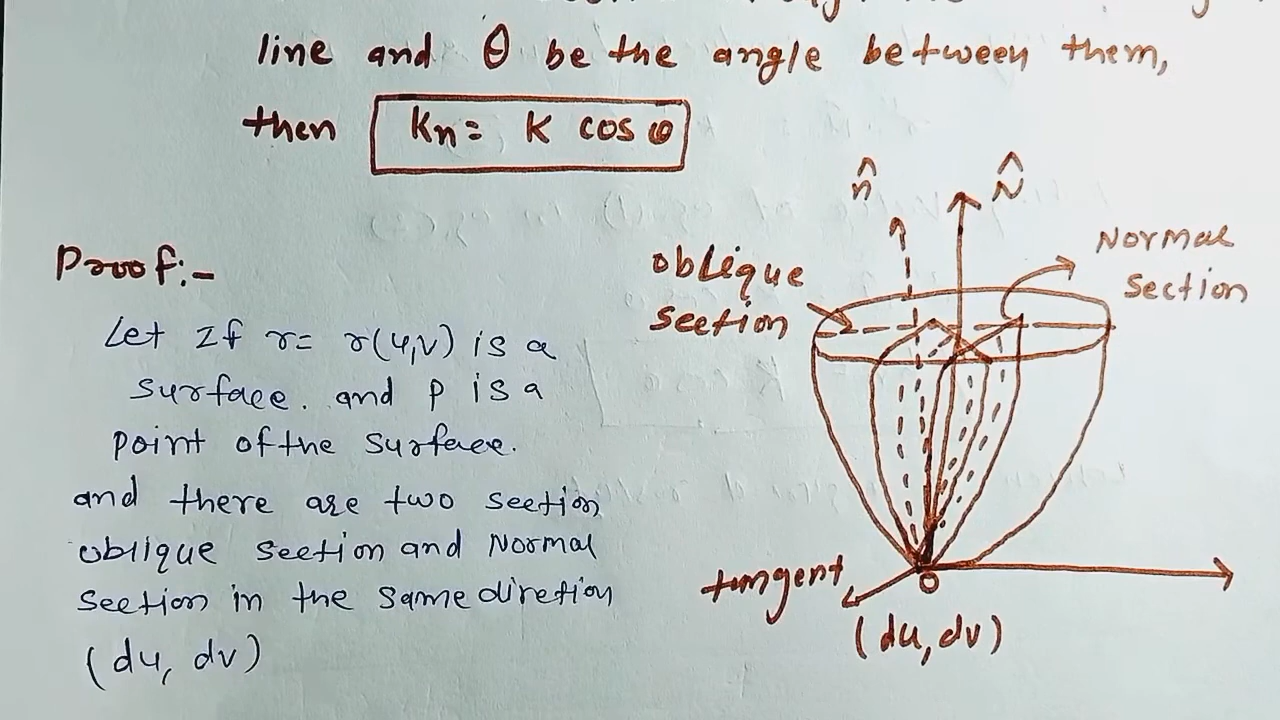 line and θ be the angle between them,
then Kn = K cos θ
n̂
N̂
Normal
Section
oblique
section
Proof:-
Let If r = r(u,v) is a
surface. and p is a
point of the surface.
and there are two section
oblique section and Normal
section in the same diretion
(du, dv)
tangent
O
(du, dv)